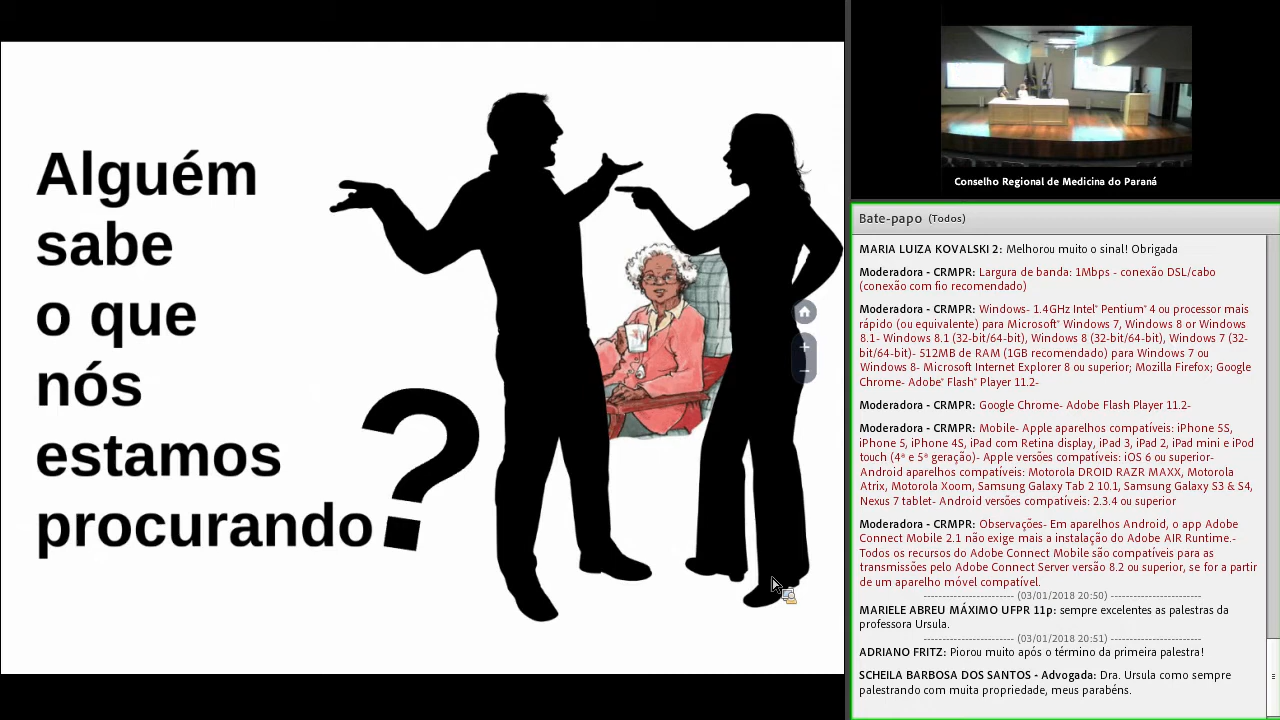 Alguém
sabe
o que
nós
estamos
procurando
?
Conselho Regional de Medicina do Paraná
Bate-papo (Todos)
MARIA LUIZA KOVALSKI 2: Melhorou muito o sinal! Obrigada
Moderadora - CRMPR: Largura de banda: 1Mbs - conexão DSL/cabo
(conexão com fio recomendado)
Moderadora - CRMPR: Windows- 1.4GHz Intel® Pentium® 4 ou processor mais
rápido (ou equivalente) para Microsoft® Windows 7, Windows 8 or Windows
8.1- Windows 8.1 (32-bit/64-bit), Windows 8 (32-bit/64-bit), Windows 7 (32-
bit/64-bit)- 512MB de RAM (1GB recomendado) para Windows 7 ou
Windows 8- Microsoft Internet Explorer 8 ou superior; Mozilla Firefox; Google
Chrome- Adobe® Flash® Player 11.2-
Moderadora - CRMPR: Google Chrome- Adobe Flash Player 11.2-
Moderadora - CRMPR: Mobile- Apple aparelhos compatíveis: iPhone 5S,
iPhone 5, iPhone 4S, iPad com Retina display, iPad 3, iPad 2, iPad mini e iPod
touch (4ª e 5ª geração)- Apple versões compatíveis: iOS 6 ou superior-
Android aparelhos compatíveis: Motorola DROID RAZR MAXX, Motorola
Atrix, Motorola Xoom, Samsung Galaxy Tab 2 10.1, Samsung Galaxy S3 & S4,
Nexus 7 tablet- Android versões compatíveis: 2.3.4 ou superior
Moderadora - CRMPR: Observações- Em aparelhos Android, o app Adobe
Connect Mobile 2.1 não exige mais a instalação do Adobe AIR Runtime.-
Todos os recursos do Adobe Connect Mobile são compatíveis para as
transmissões pelo Adobe Connect Server versão 8.2 ou superior, se for a partir
de um aparelho móvel compatível.
----------------------- (03/01/2018 20:50) -----------------------
MARIELE ABREU MÁXIMO UFPR 11p: sempre excelentes as palestras da
professora Ursula.
----------------------- (03/01/2018 20:51) -----------------------
ADRIANO FRITZ: Piorou muito após o término da primeira palestra!
SCHEILA BARBOSA DOS SANTOS - Advogada: Dra. Ursula como sempre
palestrando com muita propriedade, meus parabéns.